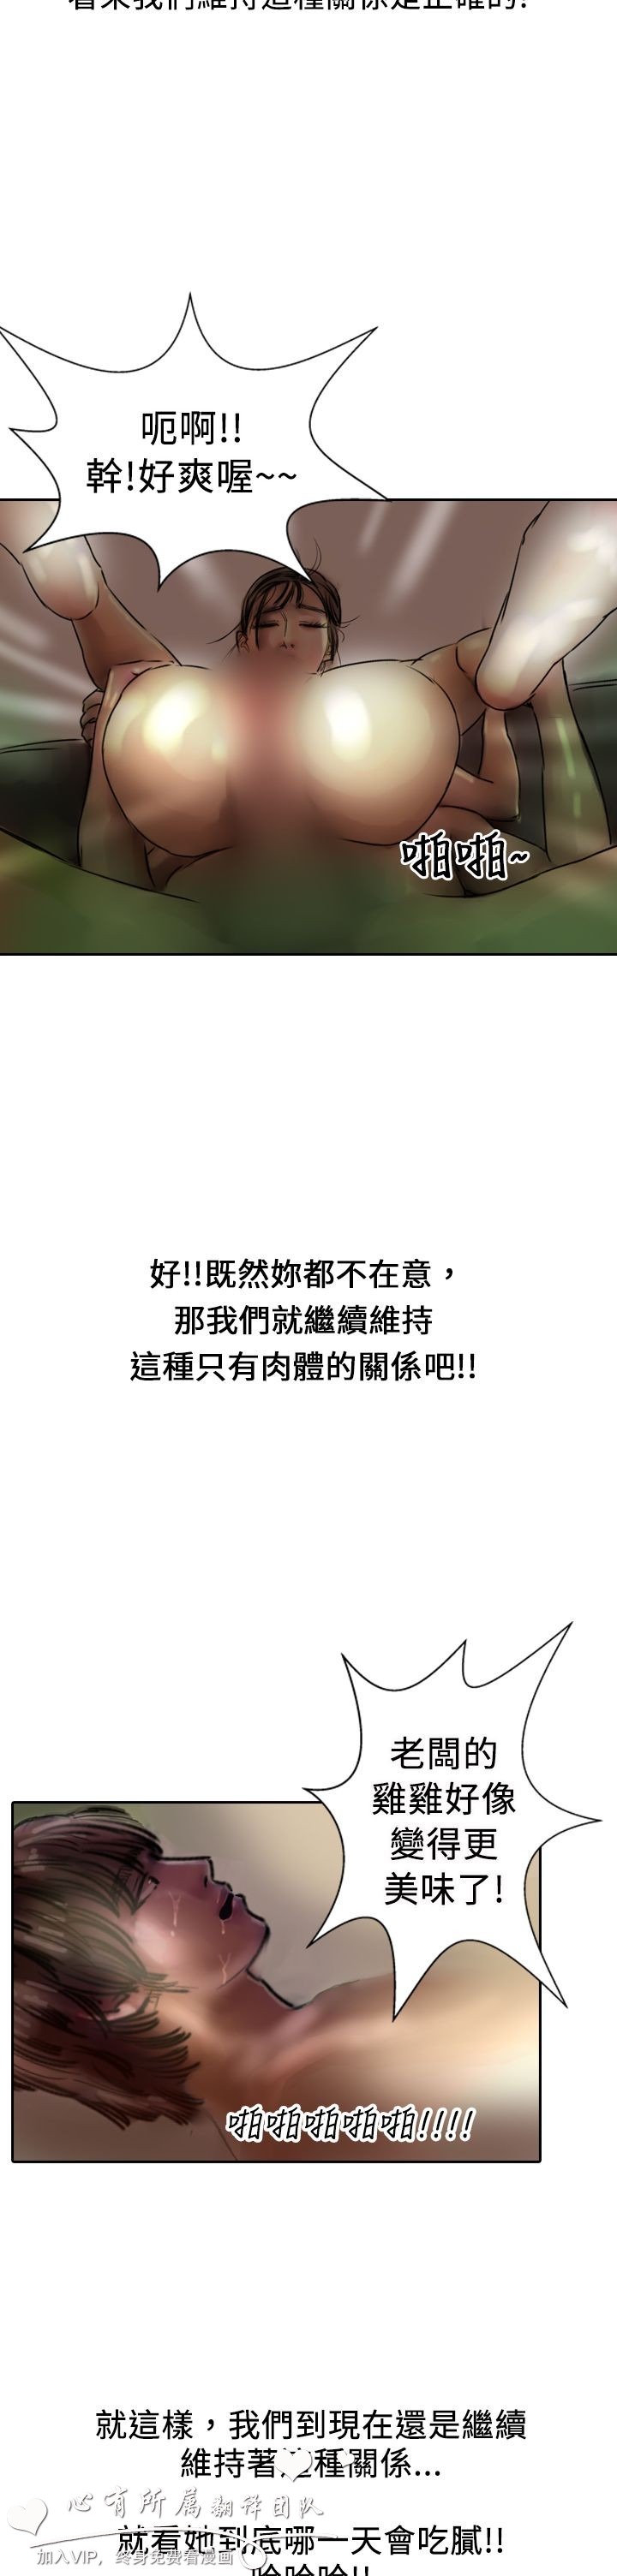 看來我們維持這種關係是正確的!
呃啊!!
幹!好爽喔~~
啪啪~
好!!既然妳都不在意，
那我們就繼續維持
這種只有肉體的關係吧!!
老闆的
雞雞好像
變得更
美味了!
啪啪啪啪啪!!!!
就這樣，我們到現在還是繼續
維持著這種關係...
心有所属翻译团队
就看她到底哪一天會吃膩!!
加入VIP，终身免费看漫画
哈哈哈!!